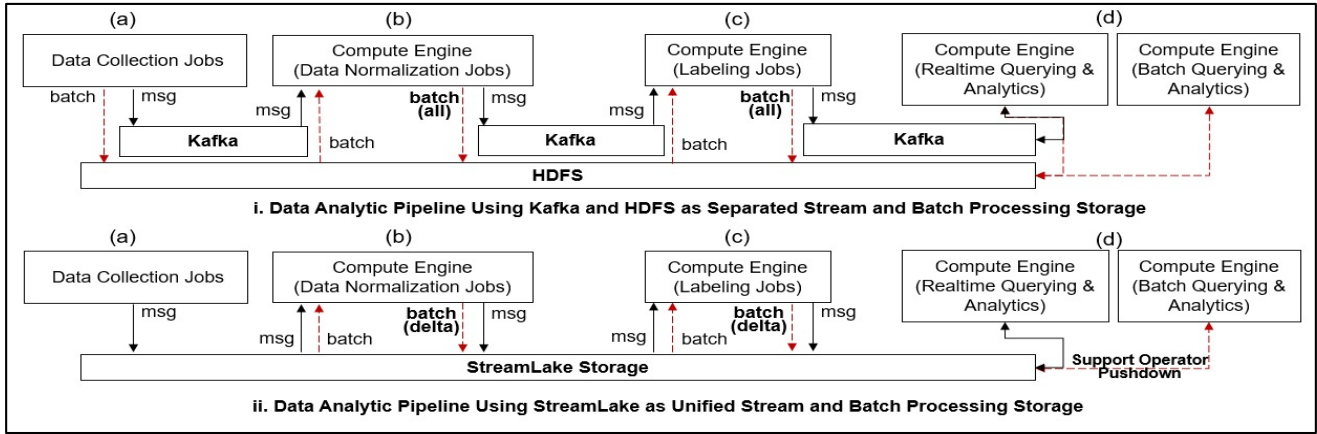 (a) (b) (c) (d)
Data Collection Jobs
Compute Engine
(Data Normalization Jobs)
Compute Engine
(Labeling Jobs)
Compute Engine
(Realtime Querying &
Analytics)
Compute Engine
(Batch Querying &
Analytics)
batch
msg
msg
batch
batch
(all)
msg
msg
batch
batch
(all)
msg
Kafka
Kafka
Kafka
HDFS
i. Data Analytic Pipeline Using Kafka and HDFS as Separated Stream and Batch Processing Storage
(a) (b) (c) (d)
Data Collection Jobs
Compute Engine
(Data Normalization Jobs)
Compute Engine
(Labeling Jobs)
Compute Engine
(Realtime Querying &
Analytics)
Compute Engine
(Batch Querying &
Analytics)
msg
msg
batch
batch
(delta)
msg
msg
batch
batch
(delta)
msg
Support Operator
Pushdown
StreamLake Storage
ii. Data Analytic Pipeline Using StreamLake as Unified Stream and Batch Processing Storage